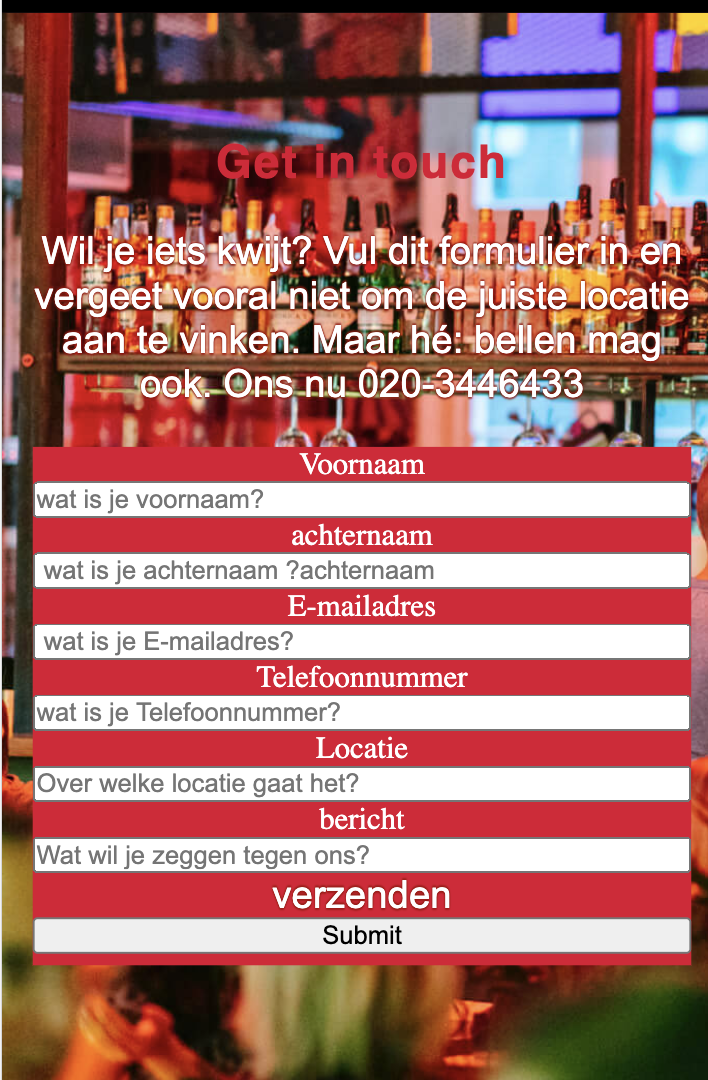 Get in touch
Wil je iets kwijt? Vul dit formulier in en
vergeet vooral niet om de juiste locatie
aan te vinken. Maar hé: bellen mag
ook. Ons nu 020-3446433
Voornaam
wat is je voornaam?
achternaam
wat is je achternaam ?achternaam
E-mailadres
wat is je E-mailadres?
Telefoonnummer
wat is je Telefoonnummer?
Locatie
Over welke locatie gaat het?
bericht
Wat wil je zeggen tegen ons?
verzenden
Submit